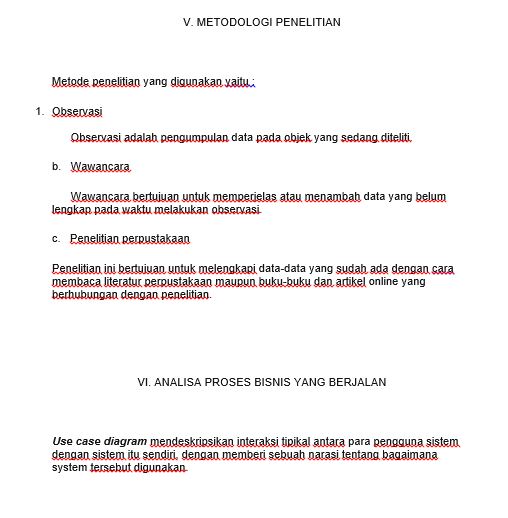 V. METODOLOGI PENELITIAN
Metode penelitian yang digunakan yaitu :
1. Observasi
Observasi adalah pengumpulan data pada objek yang sedang diteliti.
b. Wawancara
Wawancara bertujuan untuk memperjelas atau menambah data yang belum
lengkap pada waktu melakukan observasi.
c. Penelitian perpustakaan
Penelitian ini bertujuan untuk melengkapi data-data yang sudah ada dengan cara
membaca literatur perpustakaan maupun buku-buku dan artikel online yang
berhubungan dengan penelitian.
VI. ANALISA PROSES BISNIS YANG BERJALAN
Use case diagram mendeskripsikan interaksi tipikal antara para pengguna sistem
dengan sistem itu sendiri, dengan memberi sebuah narasi tentang bagaimana
system tersebut digunakan.